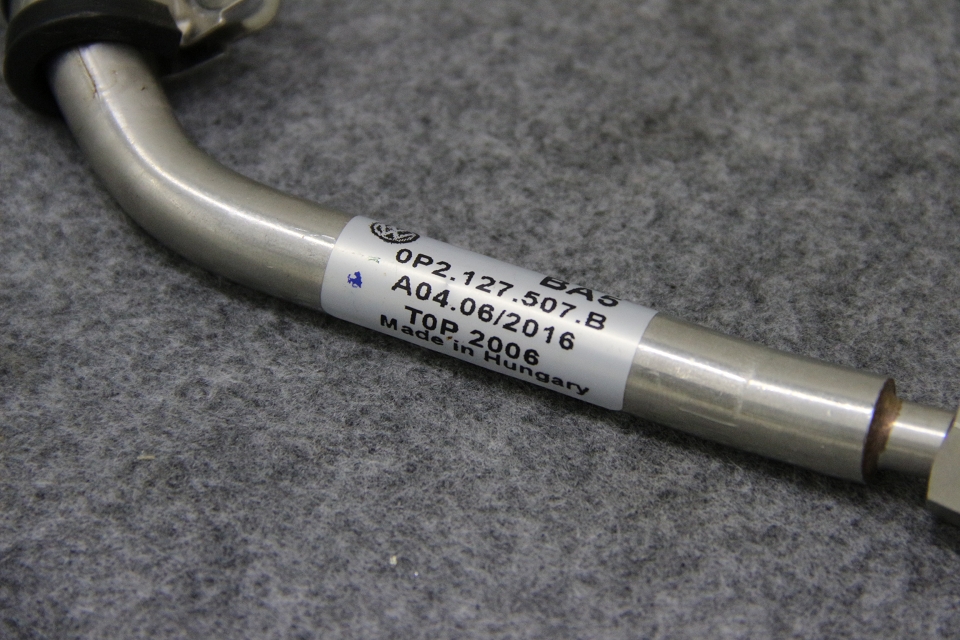 BA5
0P2.127.507.B
A04.06/2016
T0P 2006
Made in Hungary